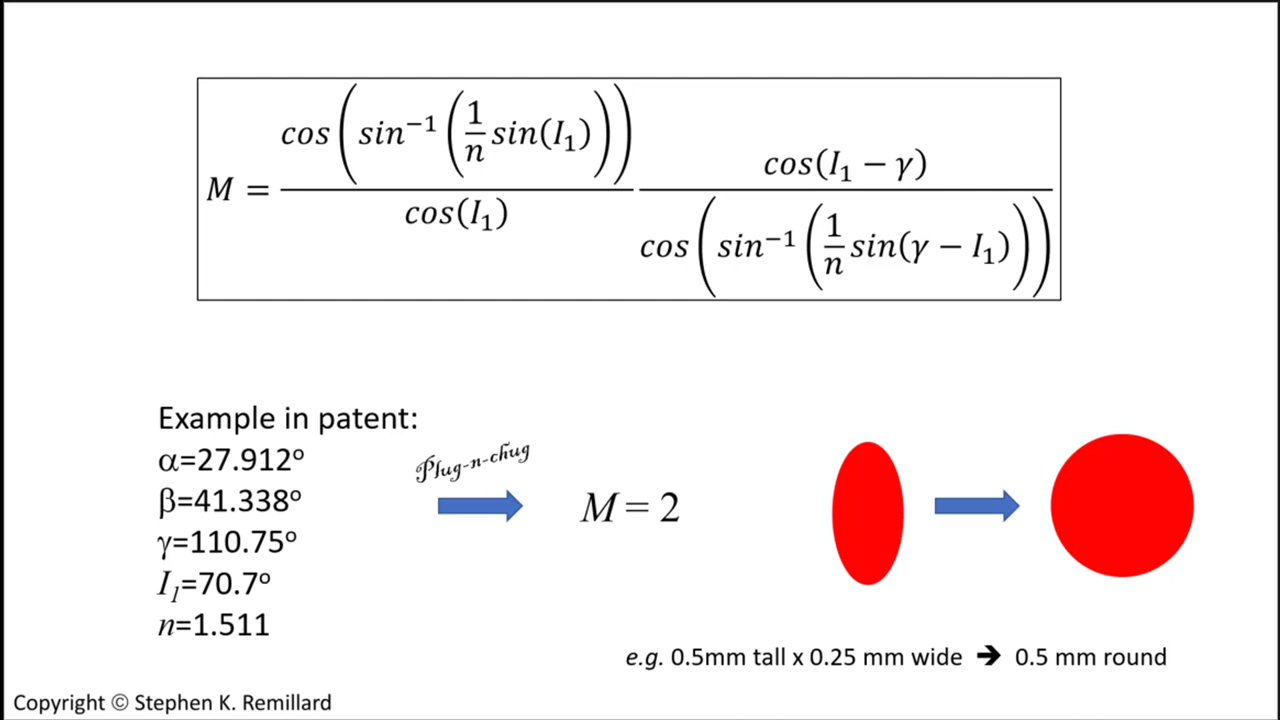 M = cos(sin⁻¹(1/n sin(I₁))) / cos(I₁) cos(I₁ − γ) / cos(sin⁻¹(1/n sin(γ − I₁)))
Example in patent:
α=27.912°
β=41.338°
γ=110.75°
I₁=70.7°
n=1.511
Plug-n-chug
M = 2
e.g. 0.5mm tall x 0.25 mm wide ➔ 0.5 mm round
Copyright © Stephen K. Remillard